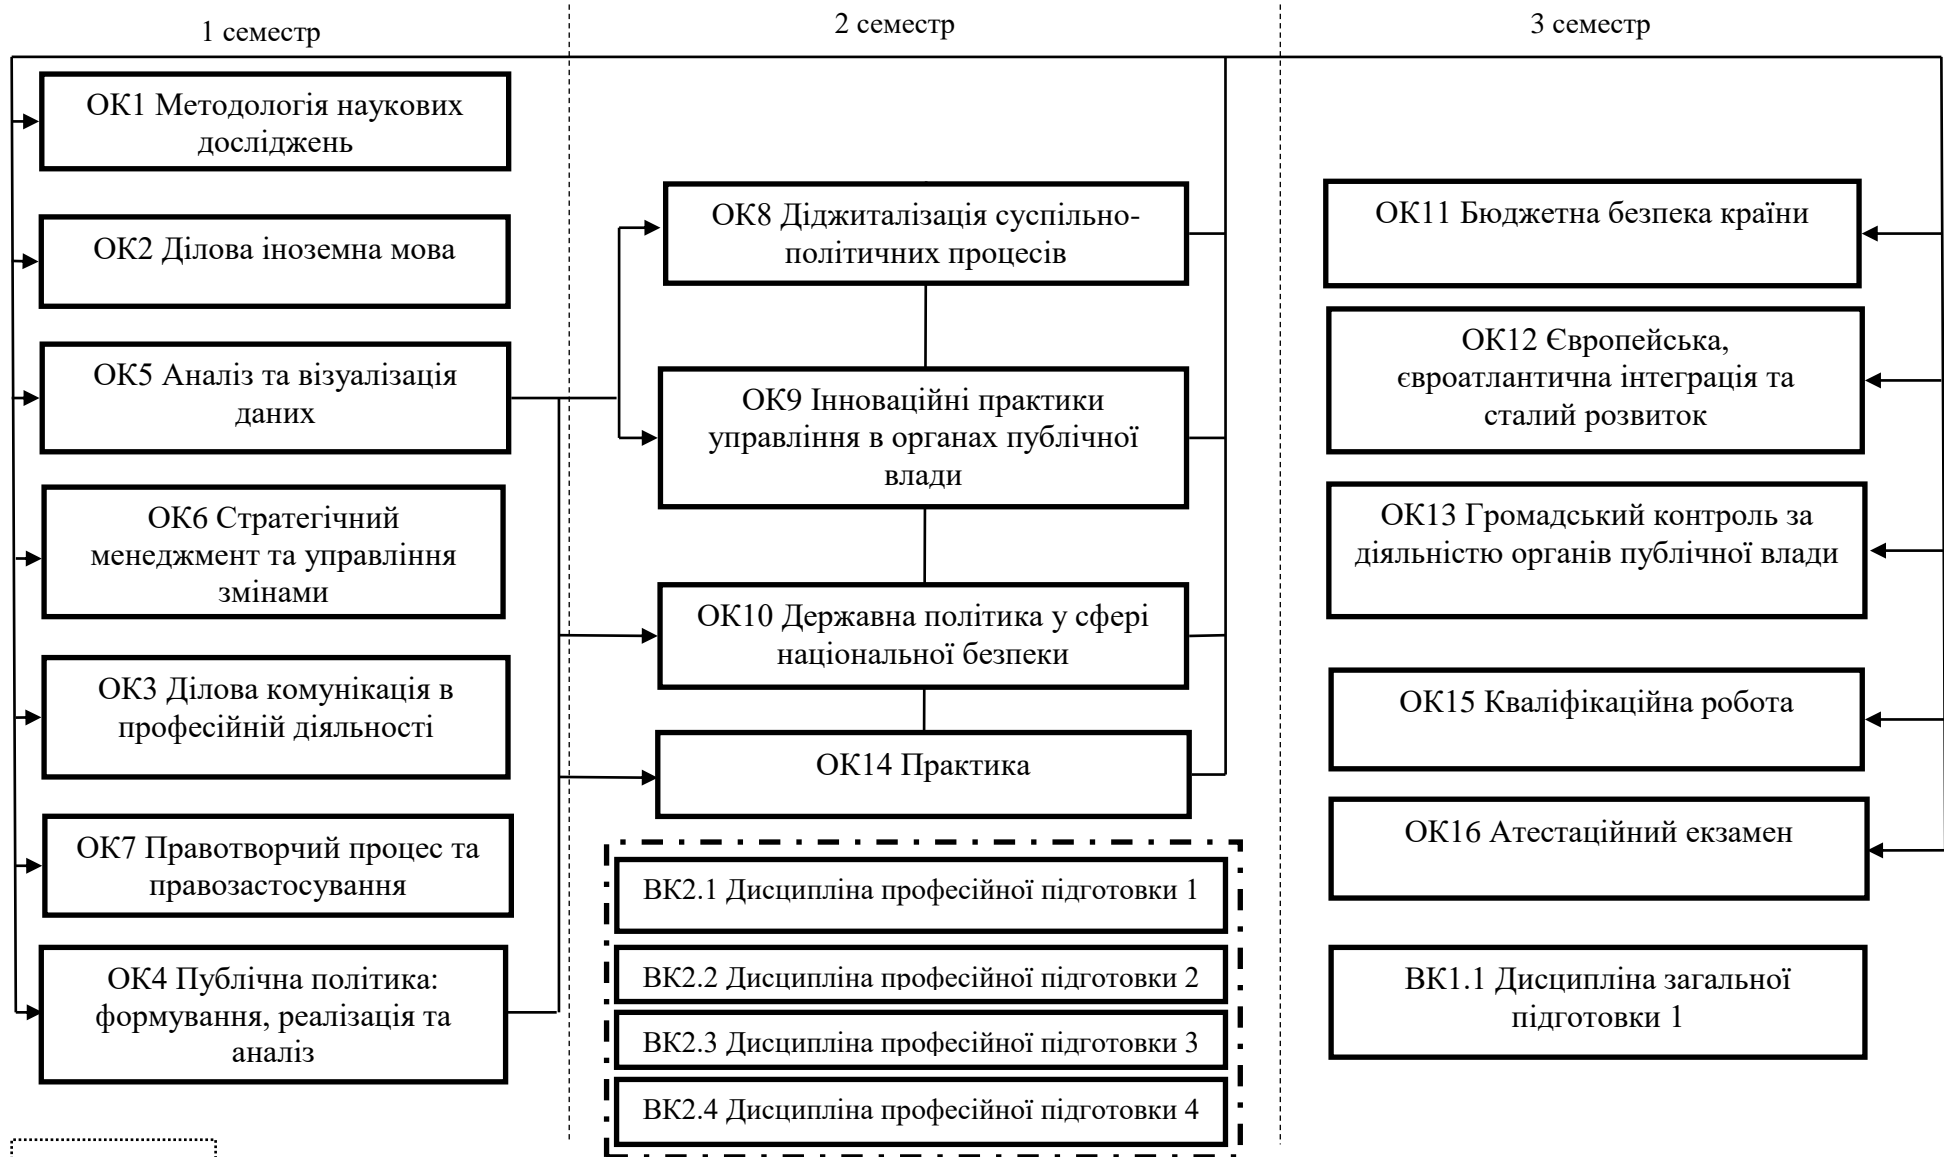 1 семестр
2 семестр
3 семестр
ОК1 Методологія наукових
досліджень
ОК2 Ділова іноземна мова
ОК5 Аналіз та візуалізація
даних
ОК6 Стратегічний
менеджмент та управління
змінами
ОК3 Ділова комунікація в
професійній діяльності
ОК7 Правотворчий процес та
правозастосування
ОК4 Публічна політика:
формування, реалізація та
аналіз
ОК8 Діджиталізація суспільно-
політичних процесів
ОК9 Інноваційні практики
управління в органах публічної
влади
ОК10 Державна політика у сфері
національної безпеки
ОК14 Практика
ВК2.1 Дисципліна професійної підготовки 1
ВК2.2 Дисципліна професійної підготовки 2
ВК2.3 Дисципліна професійної підготовки 3
ВК2.4 Дисципліна професійної підготовки 4
ОК11 Бюджетна безпека країни
ОК12 Європейська,
євроатлантична інтеграція та
сталий розвиток
ОК13 Громадський контроль за
діяльністю органів публічної влади
ОК15 Кваліфікаційна робота
ОК16 Атестаційний екзамен
ВК1.1 Дисципліна загальної
підготовки 1